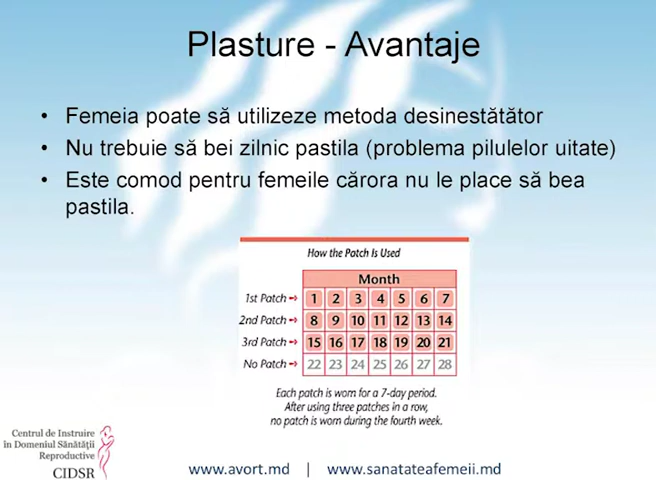 Plasture - Avantaje
• Femeia poate să utilizeze metoda desinestătător
• Nu trebuie să bei zilnic pastila (problema pilulelor uitate)
• Este comod pentru femeile cărora nu le place să bea
pastila.
How the Patch Is Used
Month
1st Patch → 1 2 3 4 5 6 7
2nd Patch → 8 9 10 11 12 13 14
3rd Patch → 15 16 17 18 19 20 21
No Patch → 22 23 24 25 26 27 28
Each patch is worn for a 7-day period.
After using three patches in a row,
no patch is worn during the fourth week.
Centrul de Instruire
în Domeniul Sănătății
Reproductive
CIDSR
www.avort.md | www.sanatateafemeii.md